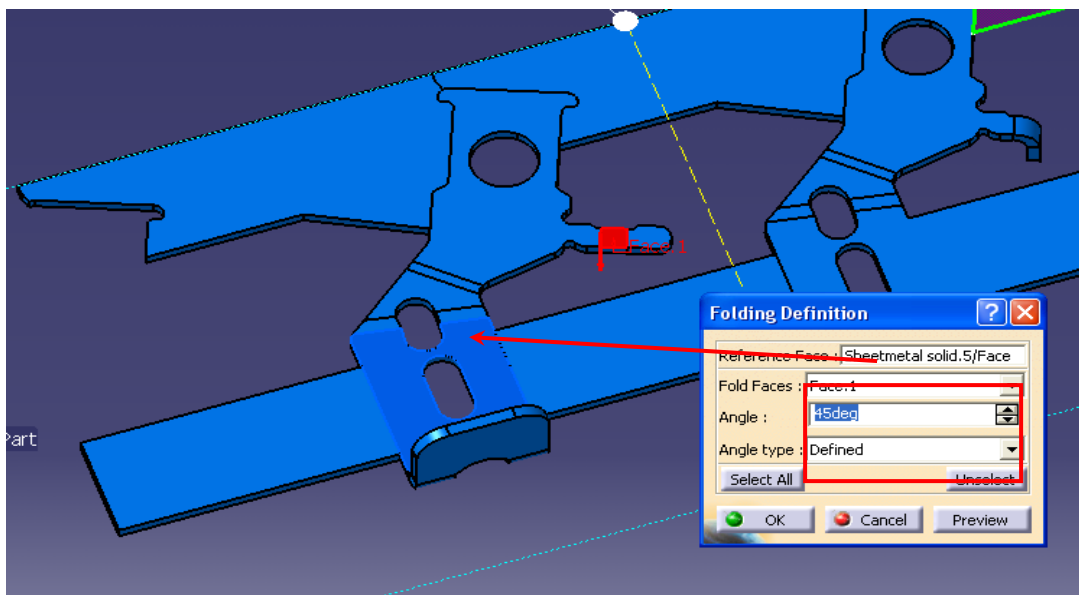 Face.1
Folding Definition
Reference Face : Sheetmetal solid.5/Face
Fold Faces : Face.1
Angle : 45deg
Angle type : Defined
Select All Unselect
OK Cancel Preview
Part